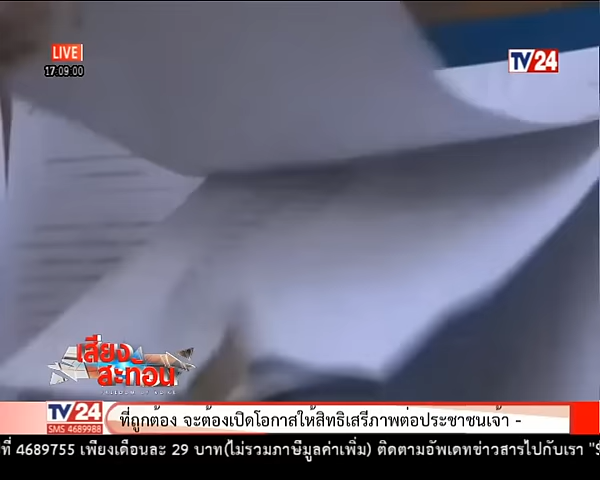 LIVE
17:09:00
TV24
เสียง
สะท้อน
TV24
SMS 4689988
ที่ถูกต้อง จะต้องเปิดโอกาสให้สิทธิเสรีภาพต่อประชาชนเจ้า -
ที่ 4689755 เพียงเดือนละ 29 บาท(ไม่รวมภาษีมูลค่าเพิ่ม) ติดตามอัพเดทข่าวสารไปกับเรา